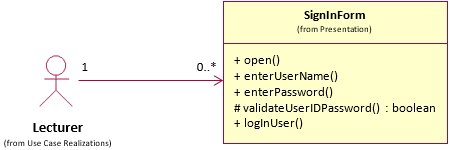 SignInForm
(from Presentation)
+ open()
+ enterUserName()
+ enterPassword()
# validateUserIDPassword() : boolean
+ logInUser()
1
0..*
Lecturer
(from Use Case Realizations)